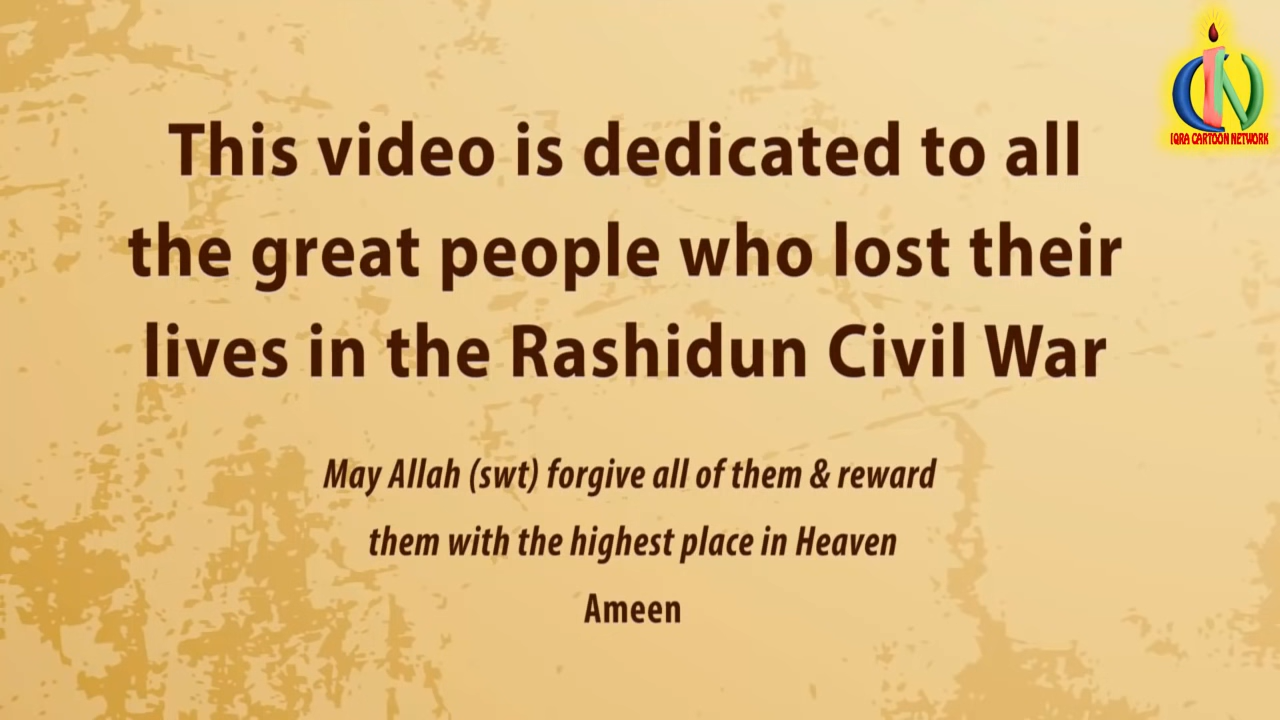 This video is dedicated to all
the great people who lost their
lives in the Rashidun Civil War
May Allah (swt) forgive all of them & reward
them with the highest place in Heaven
Ameen
IQRA CARTOON NETWORK